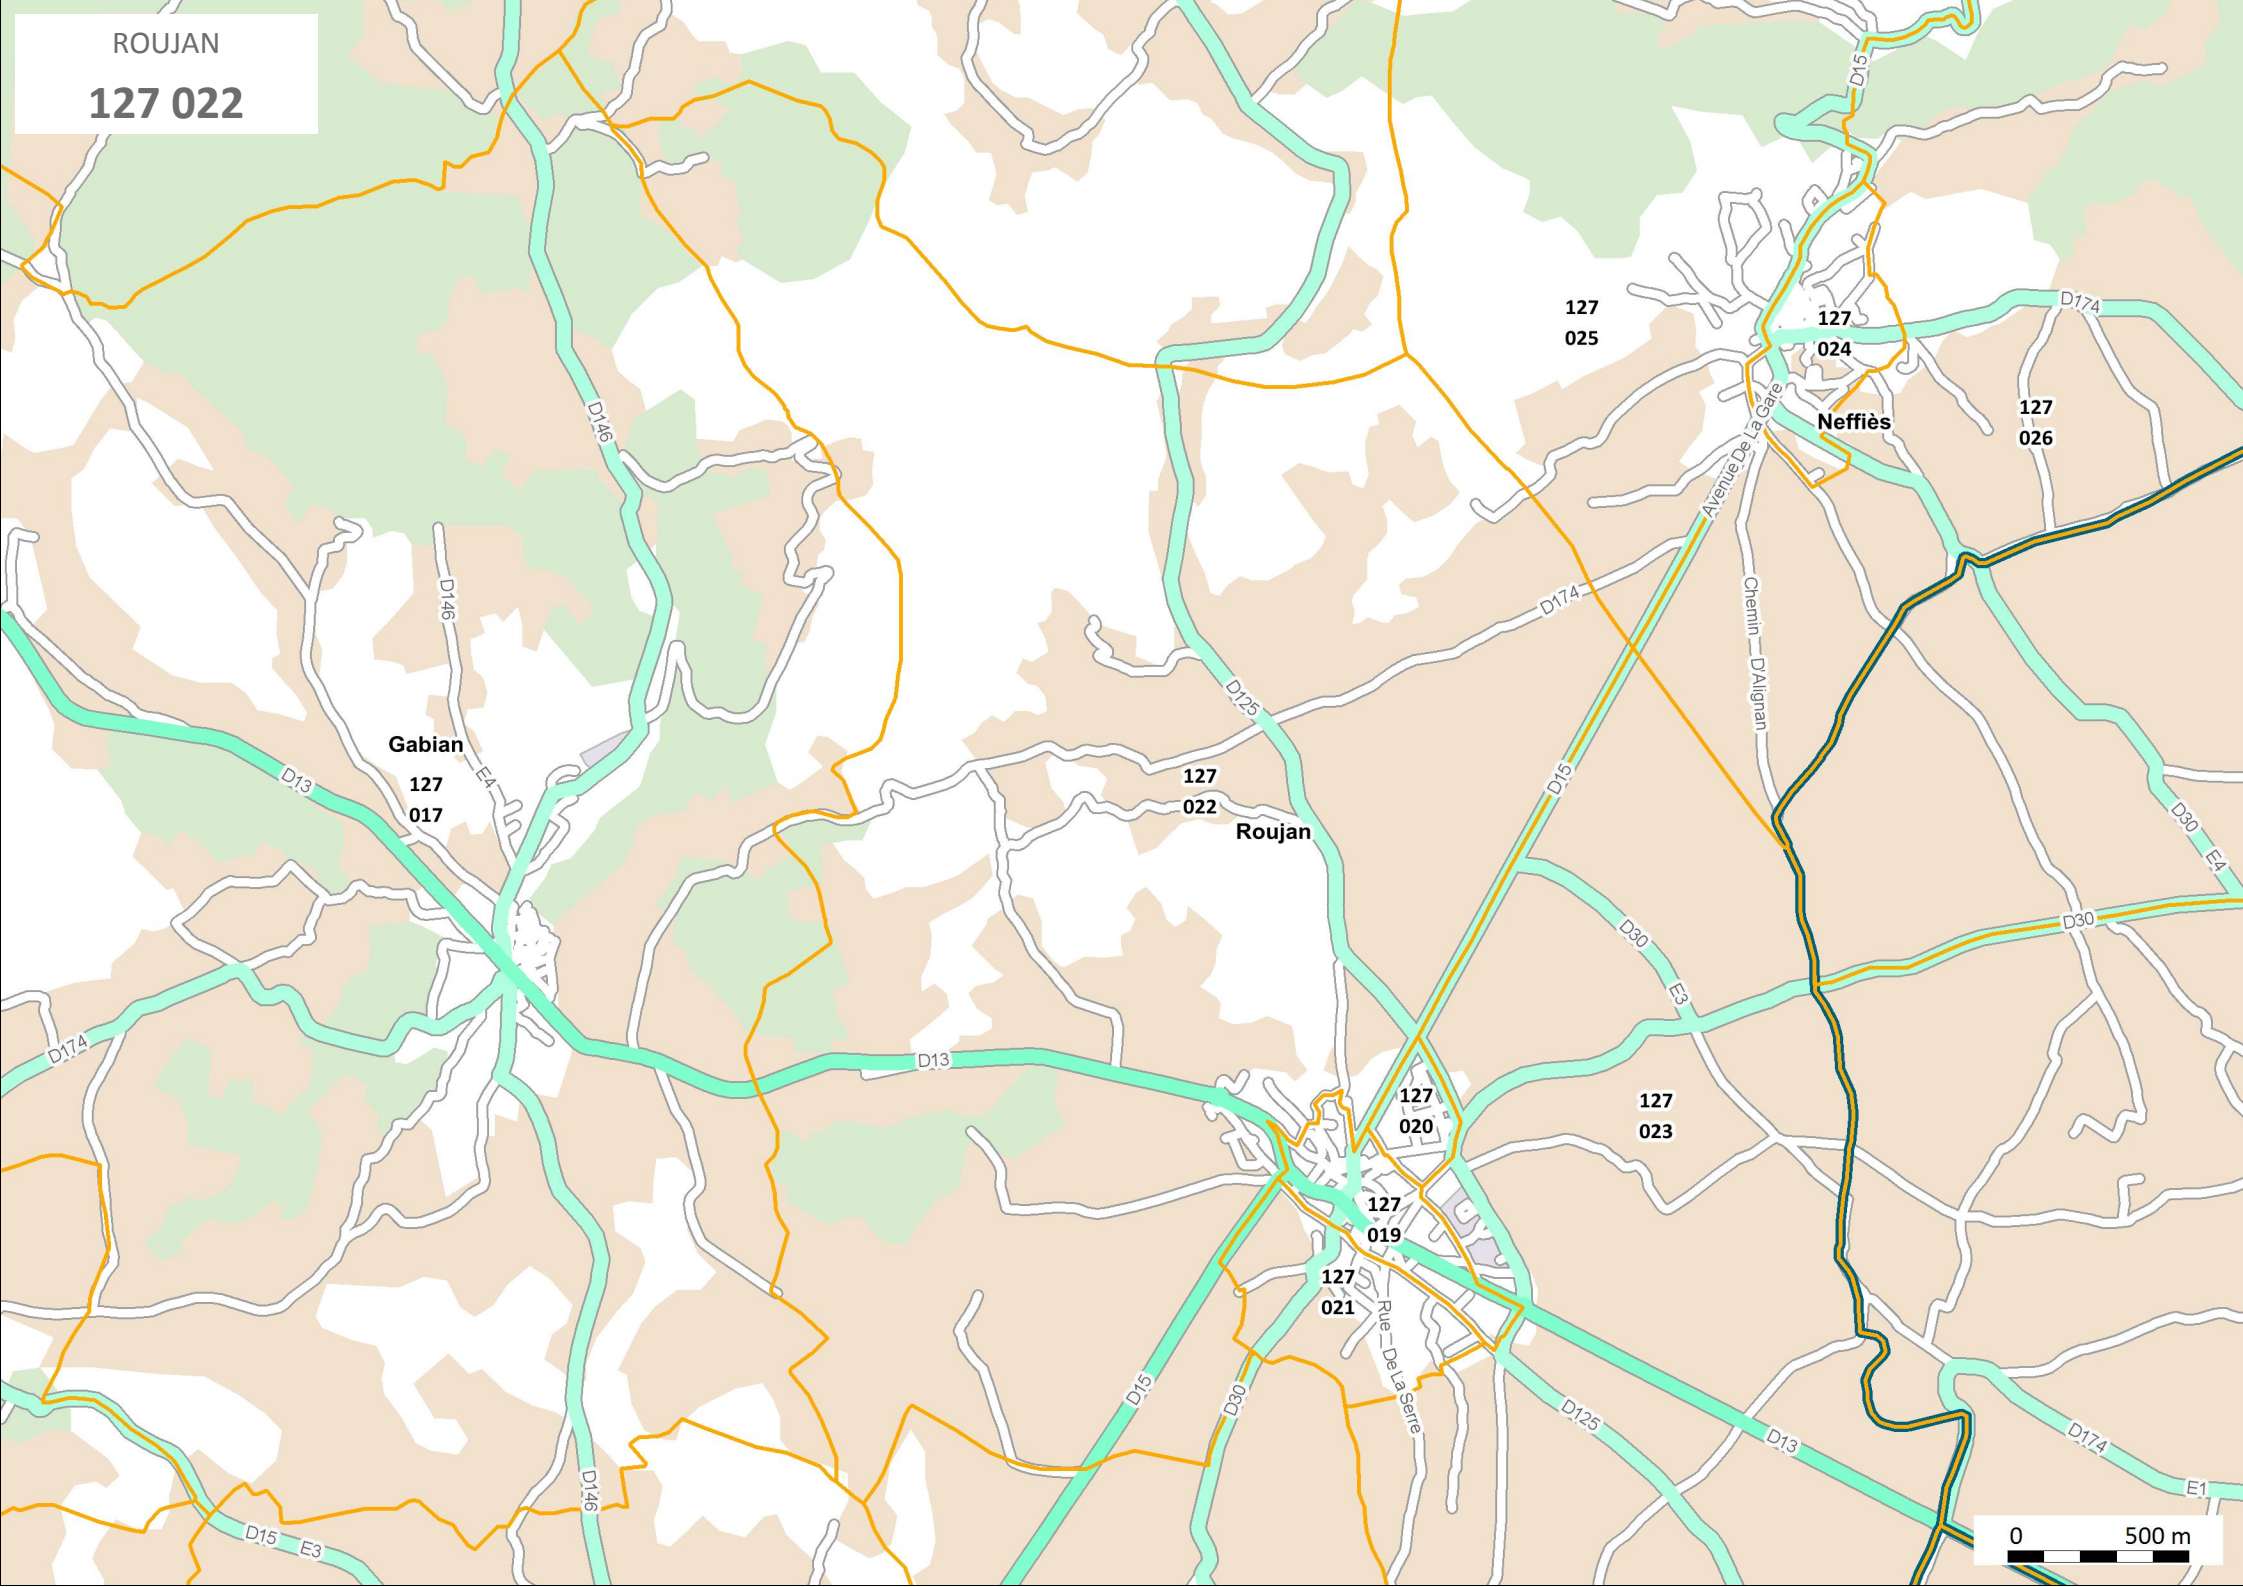 ROUJAN
127 022
D15
127
025
127
024
D174
127
026
Neffiès
Avenue De La Gare
D146
D146
D174
Chemin D'Alignan
D125
Gabian
127
017
E4
D13
D15
127
022
Roujan
D30
E4
D30
D30
E3
D174
D13
127
020
127
023
127
019
127
021
Rue De La Serre
D15
D30
D125
D13
D174
E1
D146
D15
E3
0 500 m